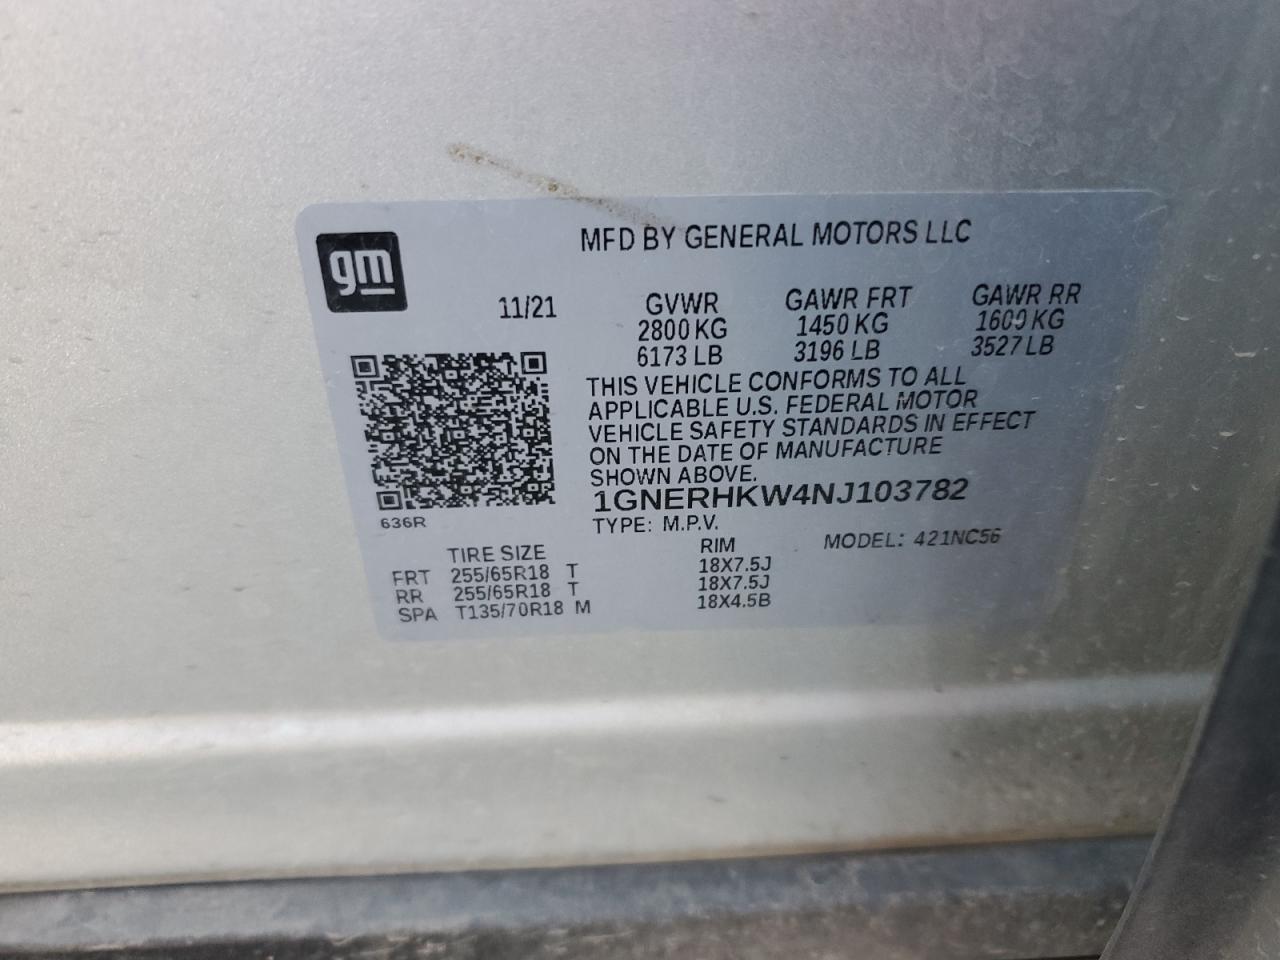 gm
MFD BY GENERAL MOTORS LLC
11/21
GVWR GAWR FRT GAWR RR
2800 KG 1450 KG 1600 KG
6173 LB 3196 LB 3527 LB
THIS VEHICLE CONFORMS TO ALL
APPLICABLE U.S. FEDERAL MOTOR
VEHICLE SAFETY STANDARDS IN EFFECT
ON THE DATE OF MANUFACTURE
SHOWN ABOVE.
1GNERHKW4NJ103782
636R
TYPE: M.P.V.
MODEL: 421NC56
TIRE SIZE RIM
FRT 255/65R18 T 18X7.5J
RR 255/65R18 T 18X7.5J
SPA T135/70R18 M 18X4.5B